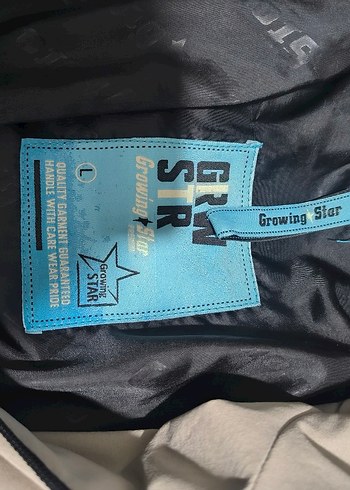 GRW
STR
Growing Star
L
Growing
STAR
QUALITY GARMENT GUARANTEED
HANDLE WITH CARE WEAR PRIDE
Growing Star